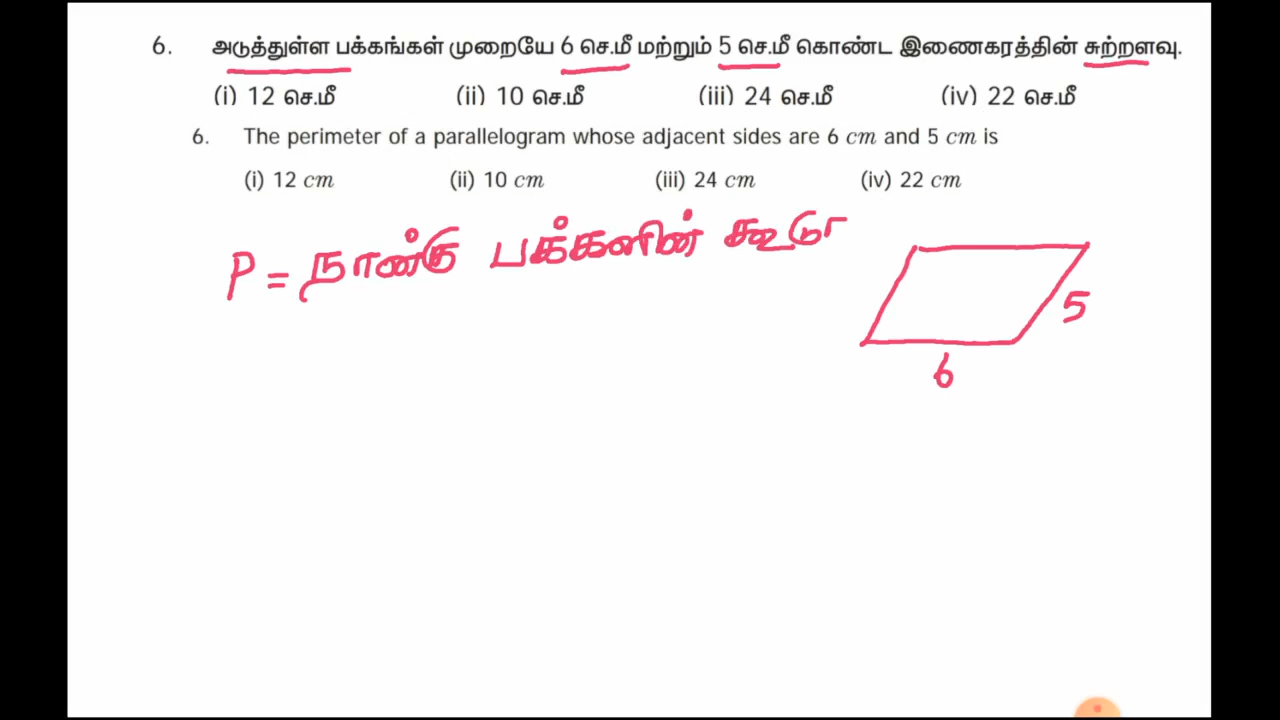 6. அடுத்துள்ள பக்கங்கள் முறையே 6 செ.மீ மற்றும் 5 செ.மீ கொண்ட இணைகரத்தின் சுற்றளவு.
(i) 12 செ.மீ (ii) 10 செ.மீ (iii) 24 செ.மீ (iv) 22 செ.மீ
6. The perimeter of a parallelogram whose adjacent sides are 6 cm and 5 cm is
(i) 12 cm (ii) 10 cm (iii) 24 cm (iv) 22 cm
P = நான்கு பக்களின்
5
6